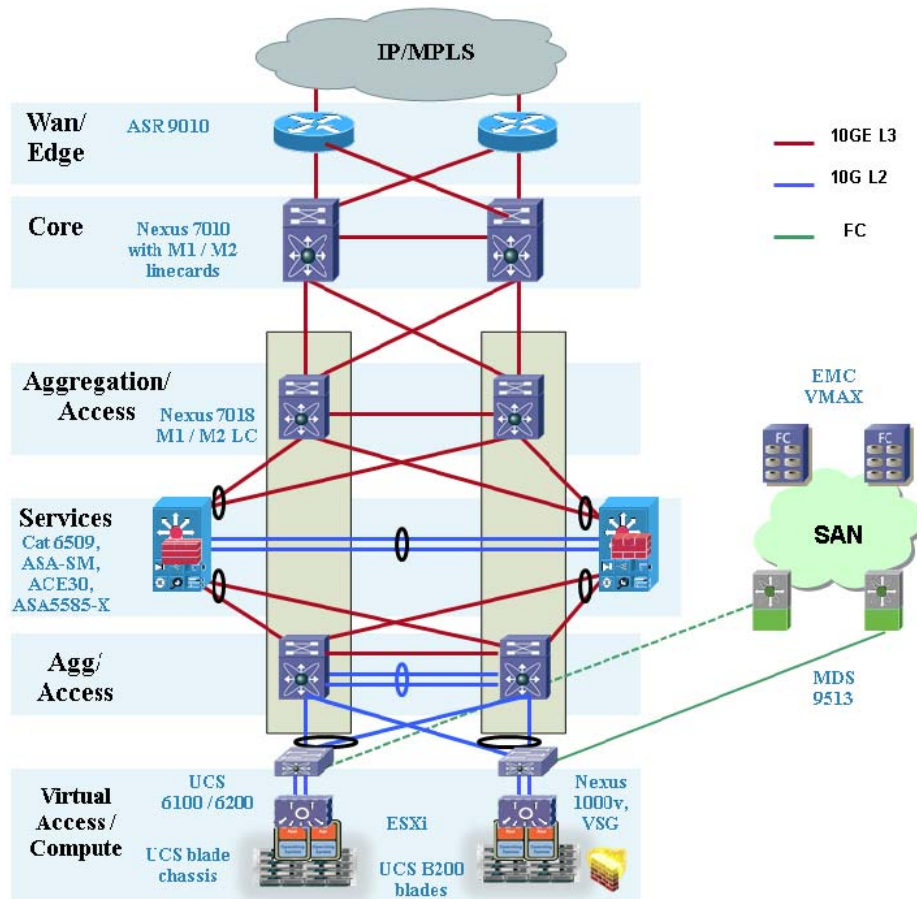 IP/MPLS
Wan/
Edge
ASR 9010
10GE L3
10G L2
FC
Core
Nexus 7010
with M1 / M2
linecards
Aggregation/
Access
Nexus 7018
M1 / M2 LC
EMC
VMAX
FC
FC
SAN
Services
Cat 6509,
ASA-SM,
ACE30,
ASA5585-X
Agg/
Access
MDS
9513
Virtual
Access /
Compute
UCS
6100 / 6200
UCS blade
chassis
ESXi
UCS B200
blades
Nexus
1000v,
VSG